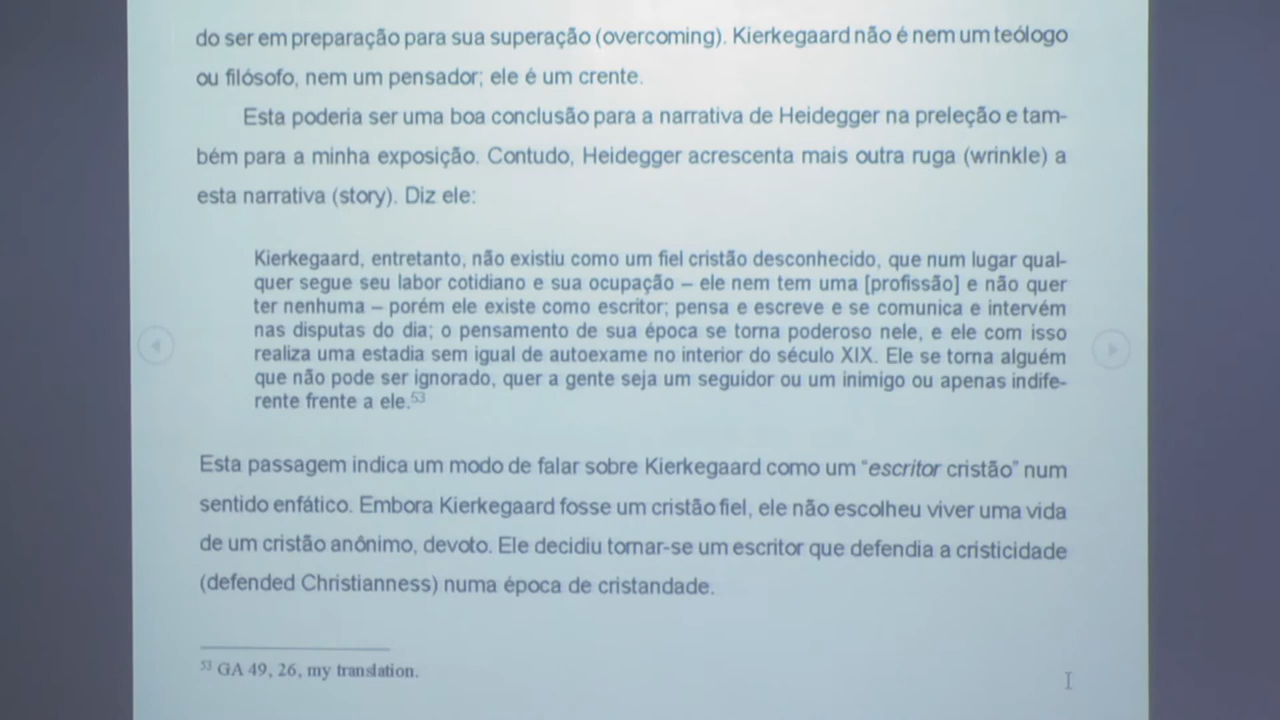 do ser em preparação para sua superação (overcoming). Kierkegaard não é nem um teólogo
ou filósofo, nem um pensador; ele é um crente.
Esta poderia ser uma boa conclusão para a narrativa de Heidegger na preleção e tam-
bém para a minha exposição. Contudo, Heidegger acrescenta mais outra ruga (wrinkle) a
esta narrativa (story). Diz ele:
Kierkegaard, entretanto, não existiu como um fiel cristão desconhecido, que num lugar qual-
quer segue seu labor cotidiano e sua ocupação – ele nem tem uma [profissão] e não quer
ter nenhuma – porém ele existe como escritor; pensa e escreve e se comunica e intervém
nas disputas do dia; o pensamento de sua época se torna poderoso nele, e ele com isso
realiza uma estadia sem igual de autoexame no interior do século XIX. Ele se torna alguém
que não pode ser ignorado, quer a gente seja um seguidor ou um inimigo ou apenas indife-
rente frente a ele.53
Esta passagem indica um modo de falar sobre Kierkegaard como um “escritor cristão” num
sentido enfático. Embora Kierkegaard fosse um cristão fiel, ele não escolheu viver uma vida
de um cristão anônimo, devoto. Ele decidiu tornar-se um escritor que defendia a cristicidade
(defended Christianness) numa época de cristandade.
53 GA 49, 26, my translation.